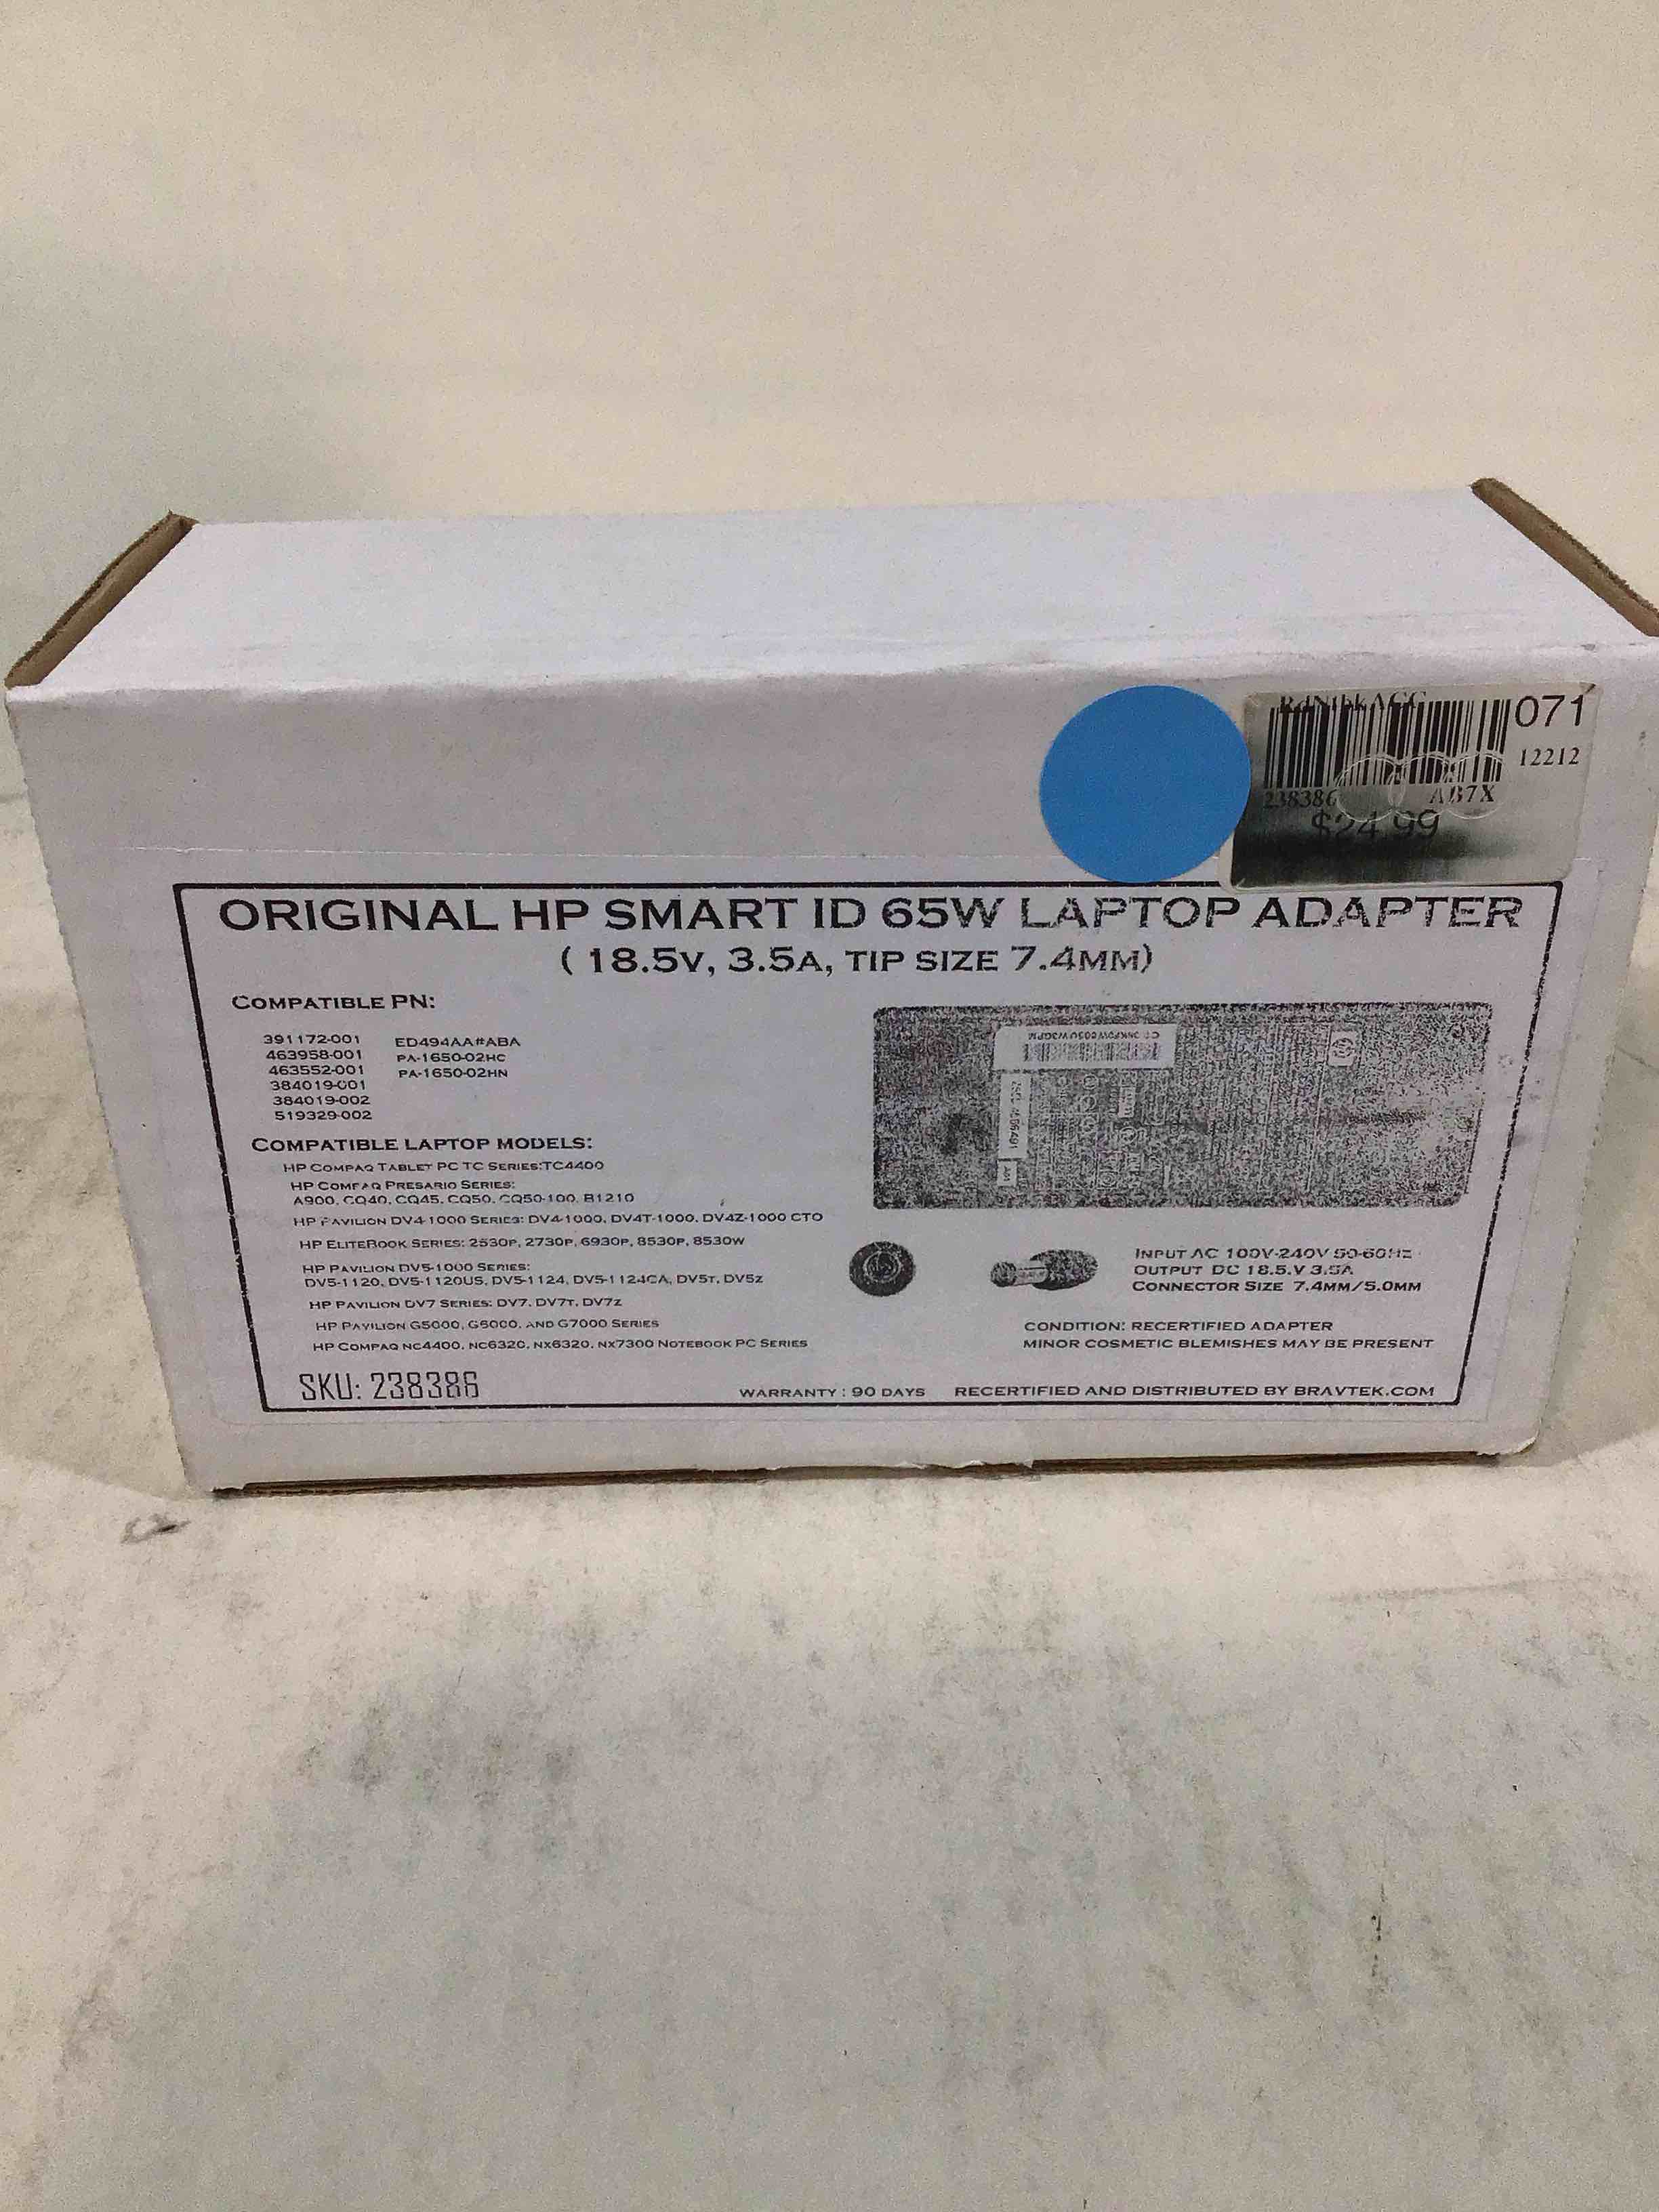 071
12212
238386
AB7X
$24.99
ORIGINAL HP SMART ID 65W LAPTOP ADAPTER
( 18.5V, 3.5A, TIP SIZE 7.4MM)
COMPATIBLE PN:
391172-001 ED494AA#ABA
463958-001 PA-1650-02HC
463552-001 PA-1650-02HN
384019-001
384019-002
519329-002
COMPATIBLE LAPTOP MODELS:
HP COMPAQ TABLET PC TC SERIES:TC4400
HP COMPAQ PRESARIO SERIES:
A900, CQ40, CQ45, CQ50, CQ50-100, B1210
HP PAVILION DV4-1000 SERIES: DV4-1000, DV4T-1000, DV4Z-1000 CTO
HP ELITEBOOK SERIES: 2530P, 2730P, 6930P, 8530P, 8530W
HP PAVILION DV5-1000 SERIES:
DV5-1120, DV5-1120US, DV5-1124, DV5-1124CA, DV5T, DV5Z
HP PAVILION DV7 SERIES: DV7, DV7T, DV7Z
HP PAVILION G5000, G6000, AND G7000 SERIES
HP COMPAQ NC4400, NC6320, NX6320, NX7300 NOTEBOOK PC SERIES
INPUT AC 100V-240V 50-60HZ
OUTPUT DC 18.5.V 3.5A
CONNECTOR SIZE 7.4MM/5.0MM
CONDITION: RECERTIFIED ADAPTER
MINOR COSMETIC BLEMISHES MAY BE PRESENT
SKU: 238386
WARRANTY : 90 DAYS RECERTIFIED AND DISTRIBUTED BY BRAVTEK.COM